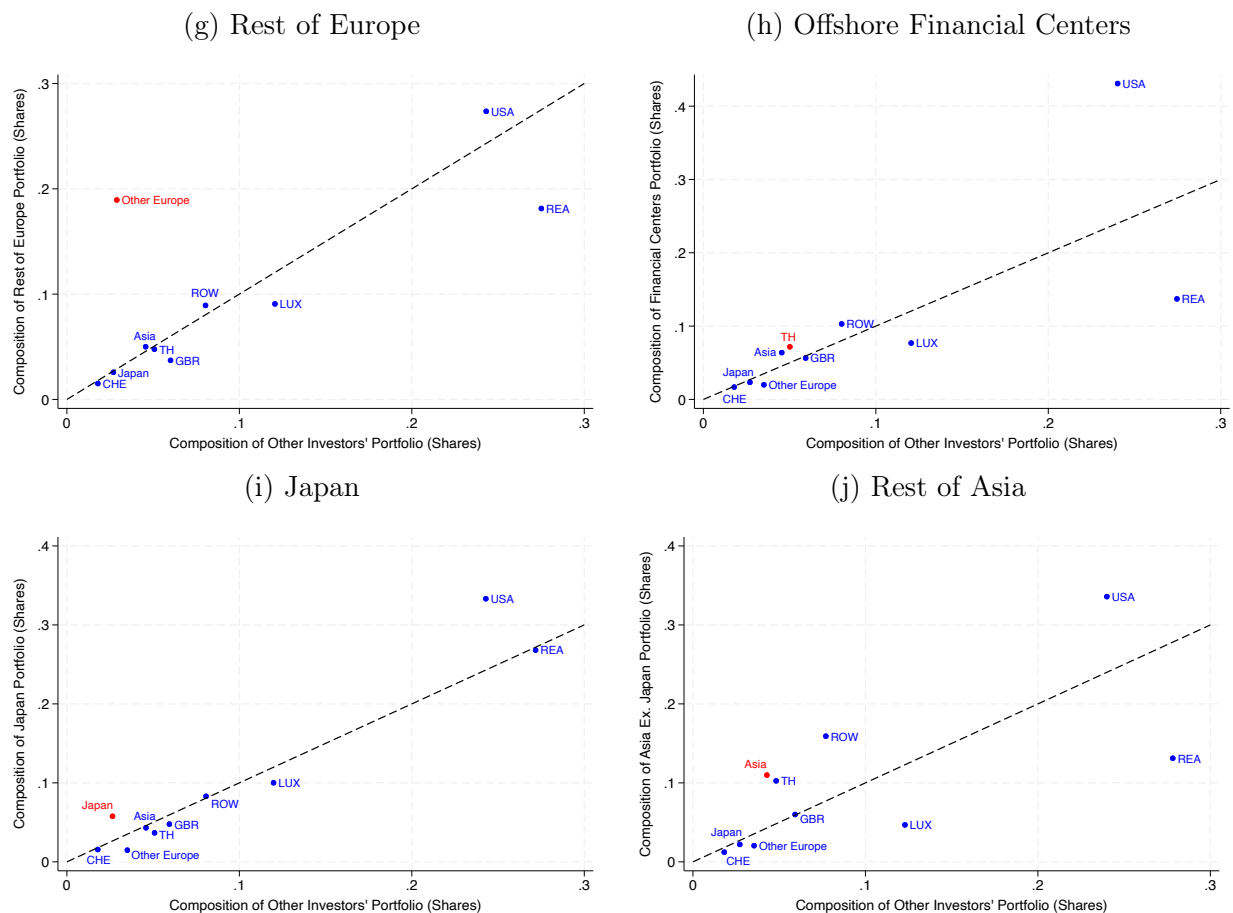 (g) Rest of Europe
Composition of Rest of Europe Portfolio (Shares)
.3
.2
.1
0
USA
Other Europe
REA
ROW
LUX
Asia
TH
GBR
Japan
CHE
0
.1
.2
.3
Composition of Other Investors' Portfolio (Shares)
(h) Offshore Financial Centers
Composition of Financial Centers Portfolio (Shares)
.4
.3
.2
.1
0
USA
REA
ROW
TH
LUX
Asia
GBR
Japan
Other Europe
CHE
0
.1
.2
.3
Composition of Other Investors' Portfolio (Shares)
(i) Japan
Composition of Japan Portfolio (Shares)
.4
.3
.2
.1
0
USA
REA
LUX
ROW
Japan
Asia
GBR
TH
Other Europe
CHE
0
.1
.2
.3
Composition of Other Investors' Portfolio (Shares)
(j) Rest of Asia
Composition of Asia Ex. Japan Portfolio (Shares)
.4
.3
.2
.1
0
USA
ROW
REA
Asia
TH
GBR
LUX
Japan
Other Europe
CHE
0
.1
.2
.3
Composition of Other Investors' Portfolio (Shares)